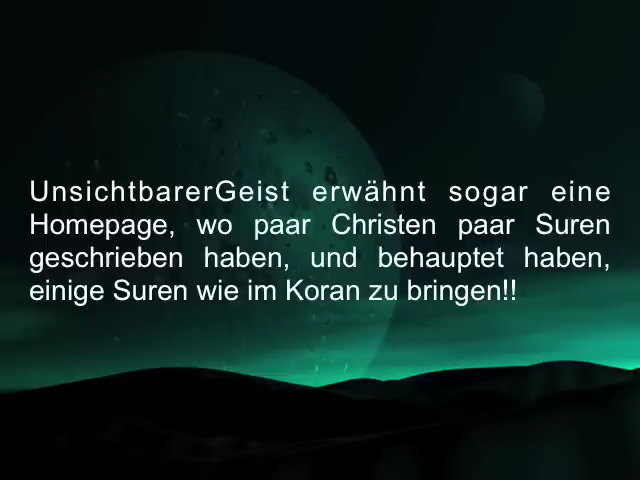 UnsichtbarerGeist erwähnt sogar eine
Homepage, wo paar Christen paar Suren
geschrieben haben, und behauptet haben,
einige Suren wie im Koran zu bringen!!